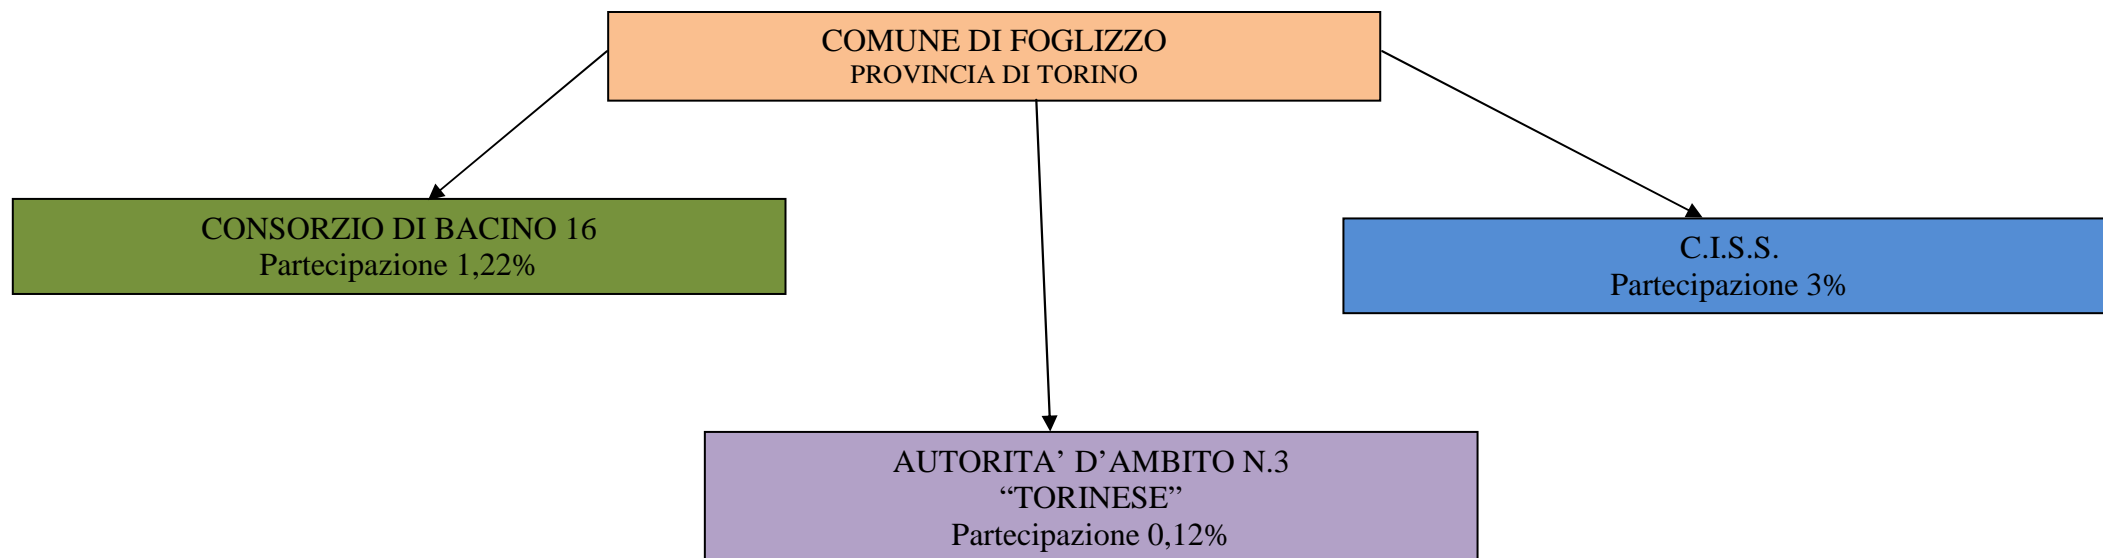 COMUNE DI FOGLIZZO
PROVINCIA DI TORINO
CONSORZIO DI BACINO 16
Partecipazione 1,22%
C.I.S.S.
Partecipazione 3%
AUTORITA’ D’AMBITO N.3
“TORINESE”
Partecipazione 0,12%